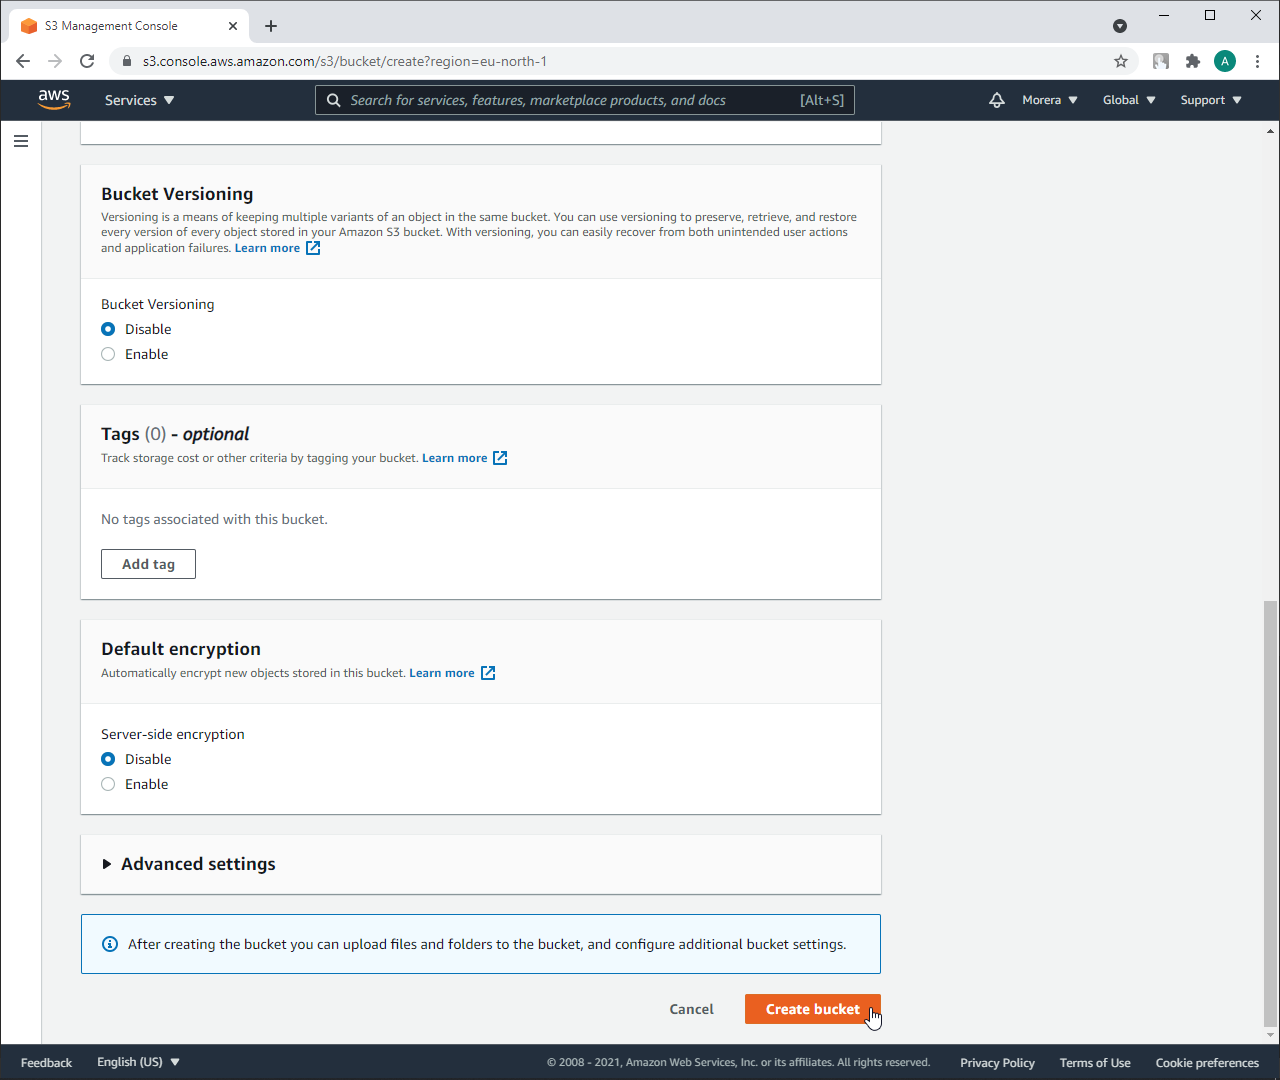 S3 Management Console
s3.console.aws.amazon.com/s3/bucket/create?region=eu-north-1
A
aws
Services
Search for services, features, marketplace products, and docs
[Alt+S]
Morera
Global
Support
Bucket Versioning
Versioning is a means of keeping multiple variants of an object in the same bucket. You can use versioning to preserve, retrieve, and restore
every version of every object stored in your Amazon S3 bucket. With versioning, you can easily recover from both unintended user actions
and application failures. Learn more
Bucket Versioning
Disable
Enable
Tags (0) - optional
Track storage cost or other criteria by tagging your bucket. Learn more
No tags associated with this bucket.
Add tag
Default encryption
Automatically encrypt new objects stored in this bucket. Learn more
Server-side encryption
Disable
Enable
Advanced settings
After creating the bucket you can upload files and folders to the bucket, and configure additional bucket settings.
Cancel
Create bucket
Feedback
English (US)
© 2008 - 2021, Amazon Web Services, Inc. or its affiliates. All rights reserved.
Privacy Policy
Terms of Use
Cookie preferences